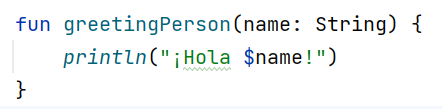 fun greetingPerson(name: String) {
    println("¡Hola $name!")
}